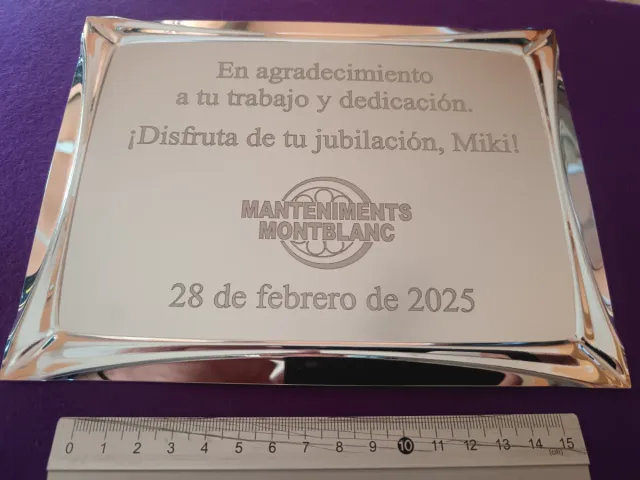 En agradecimiento
a tu trabajo y dedicación.
¡Disfruta de tu jubilación, Miki!
MANTENIMENTS
MONTBLANC
28 de febrero de 2025
0 1 2 3 4 5 6 7 8 9 10 11 12 13 14 15
(cm)